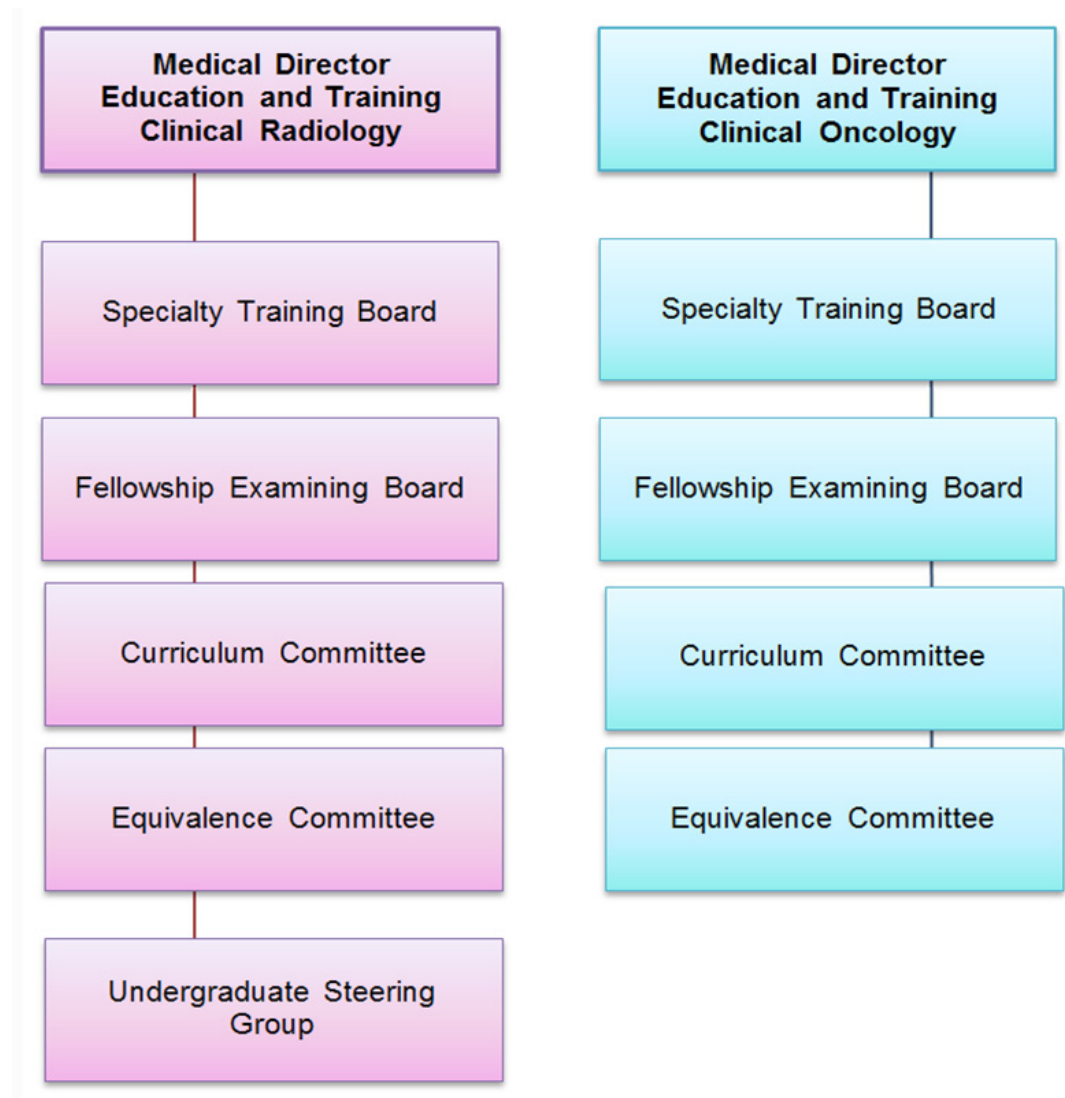 Medical Director
Education and Training
Clinical Radiology
Specialty Training Board
Fellowship Examining Board
Curriculum Committee
Equivalence Committee
Undergraduate Steering
Group
Medical Director
Education and Training
Clinical Oncology
Specialty Training Board
Fellowship Examining Board
Curriculum Committee
Equivalence Committee